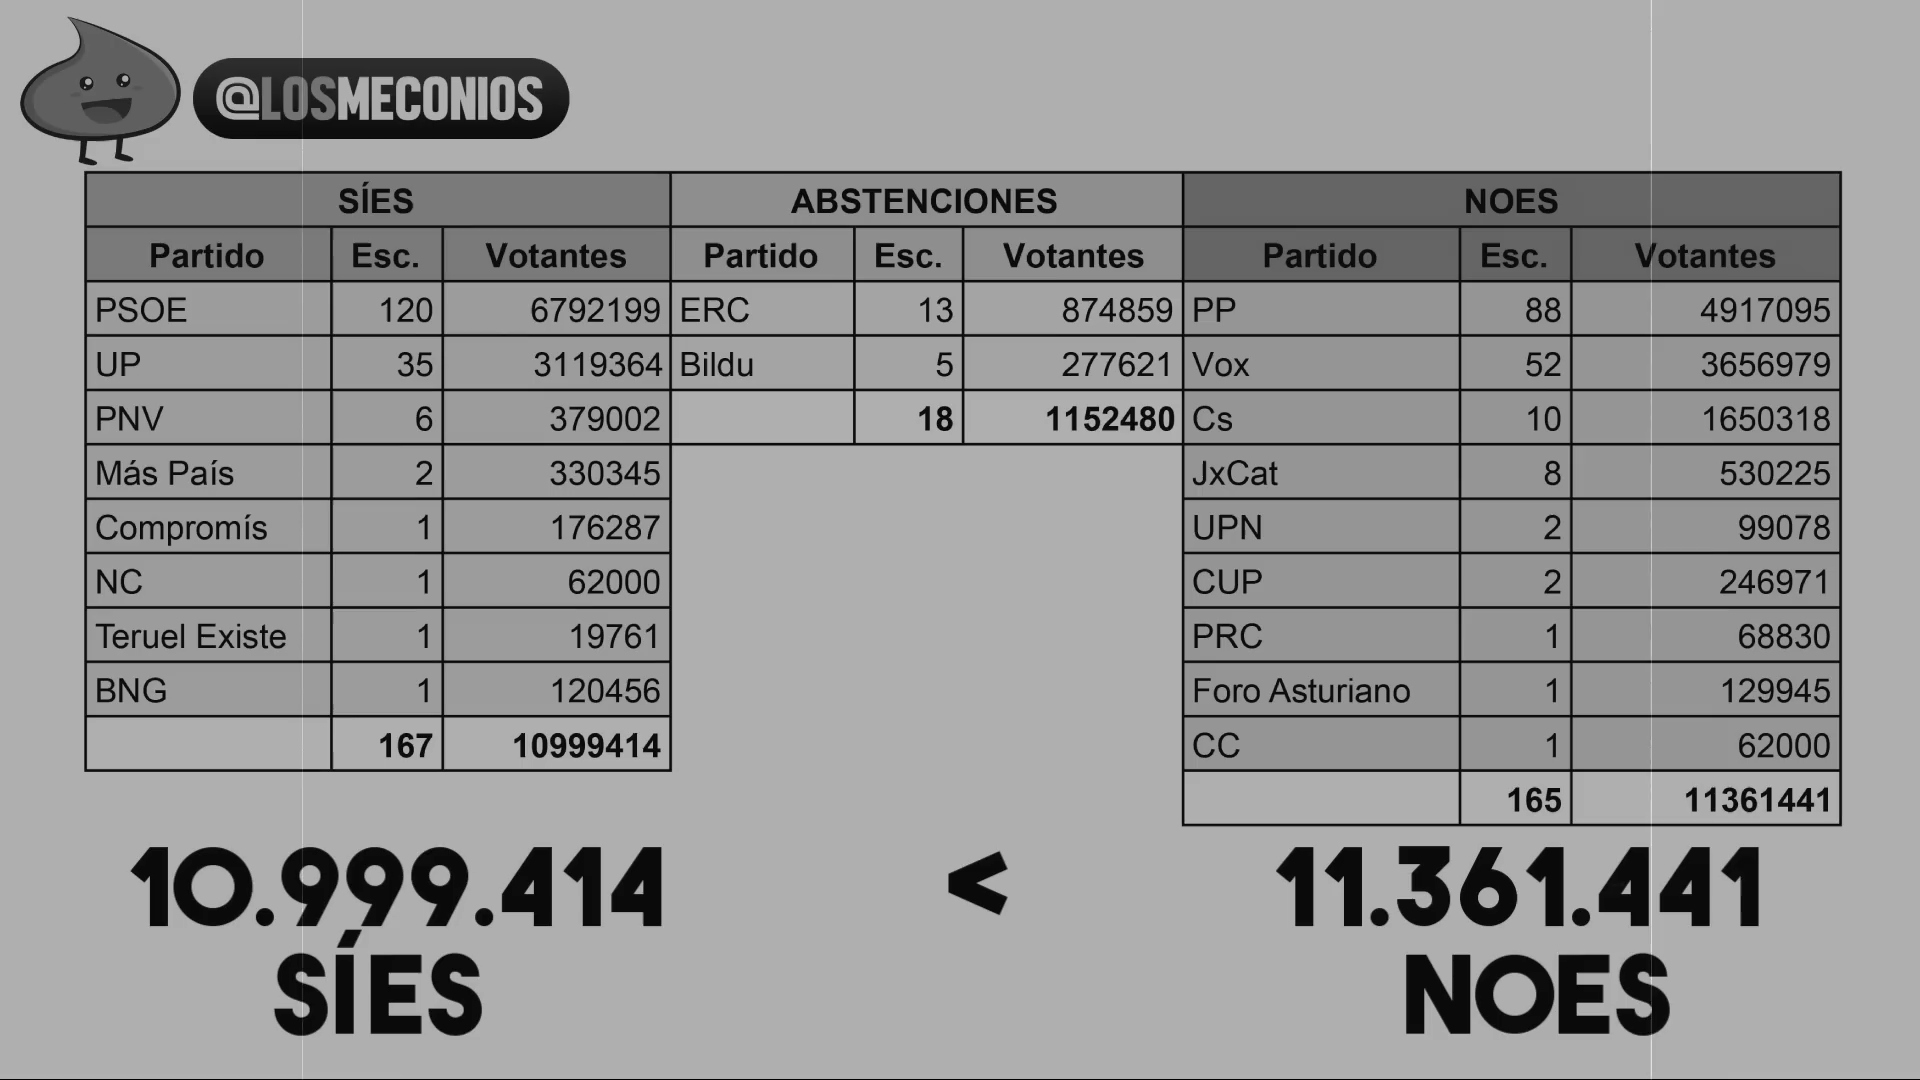 @LOSMECONIOS
SÍES ABSTENCIONES NOES
Partido Esc. Votantes Partido Esc. Votantes Partido Esc. Votantes
PSOE 120 6792199 ERC 13 874859 PP 88 4917095
UP 35 3119364 Bildu 5 277621 Vox 52 3656979
PNV 6 379002 18 1152480 Cs 10 1650318
Más País 2 330345 JxCat 8 530225
Compromís 1 176287 UPN 2 99078
NC 1 62000 CUP 2 246971
Teruel Existe 1 19761 PRC 1 68830
BNG 1 120456 Foro Asturiano 1 129945
167 10999414 CC 1 62000
165 11361441
10.999.414 < 11.361.441
SÍES NOES